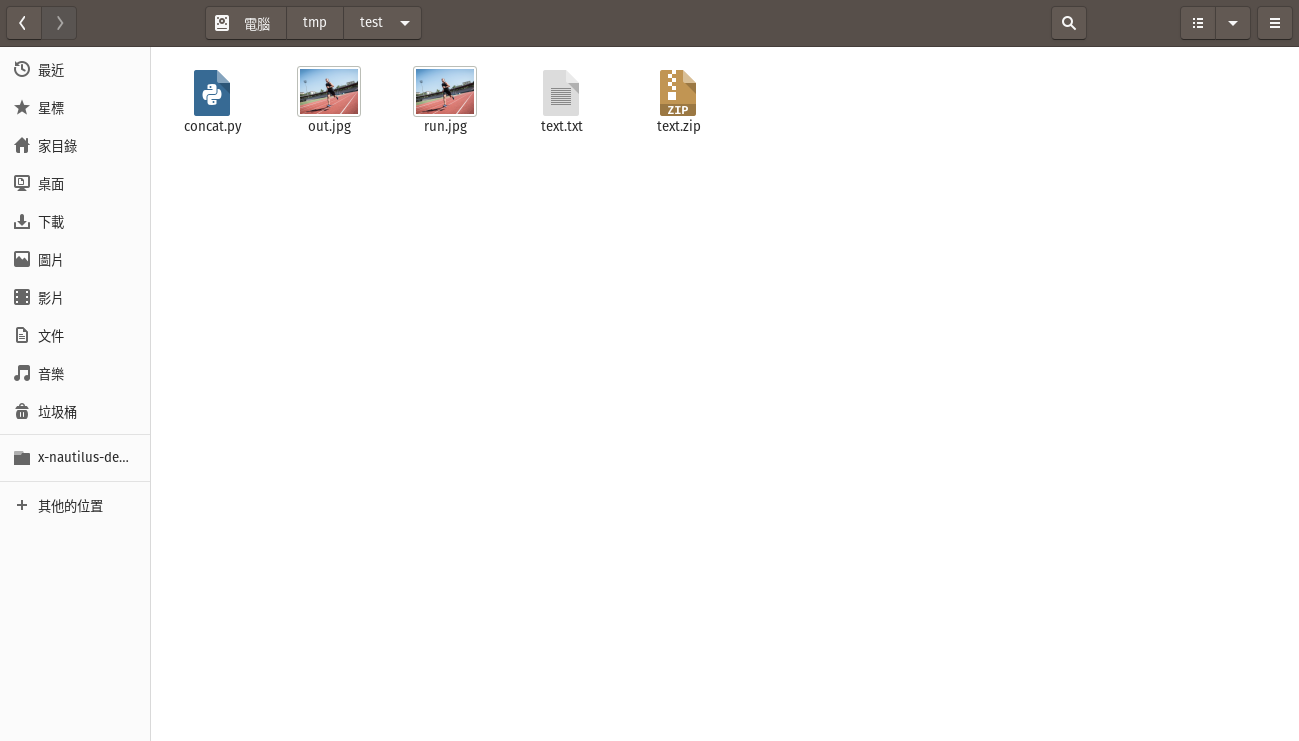 電腦 tmp test
最近
星標
家目錄
桌面
下載
圖片
影片
文件
音樂
垃圾桶
x-nautilus-de...
其他的位置
ZIP
concat.py out.jpg run.jpg text.txt text.zip